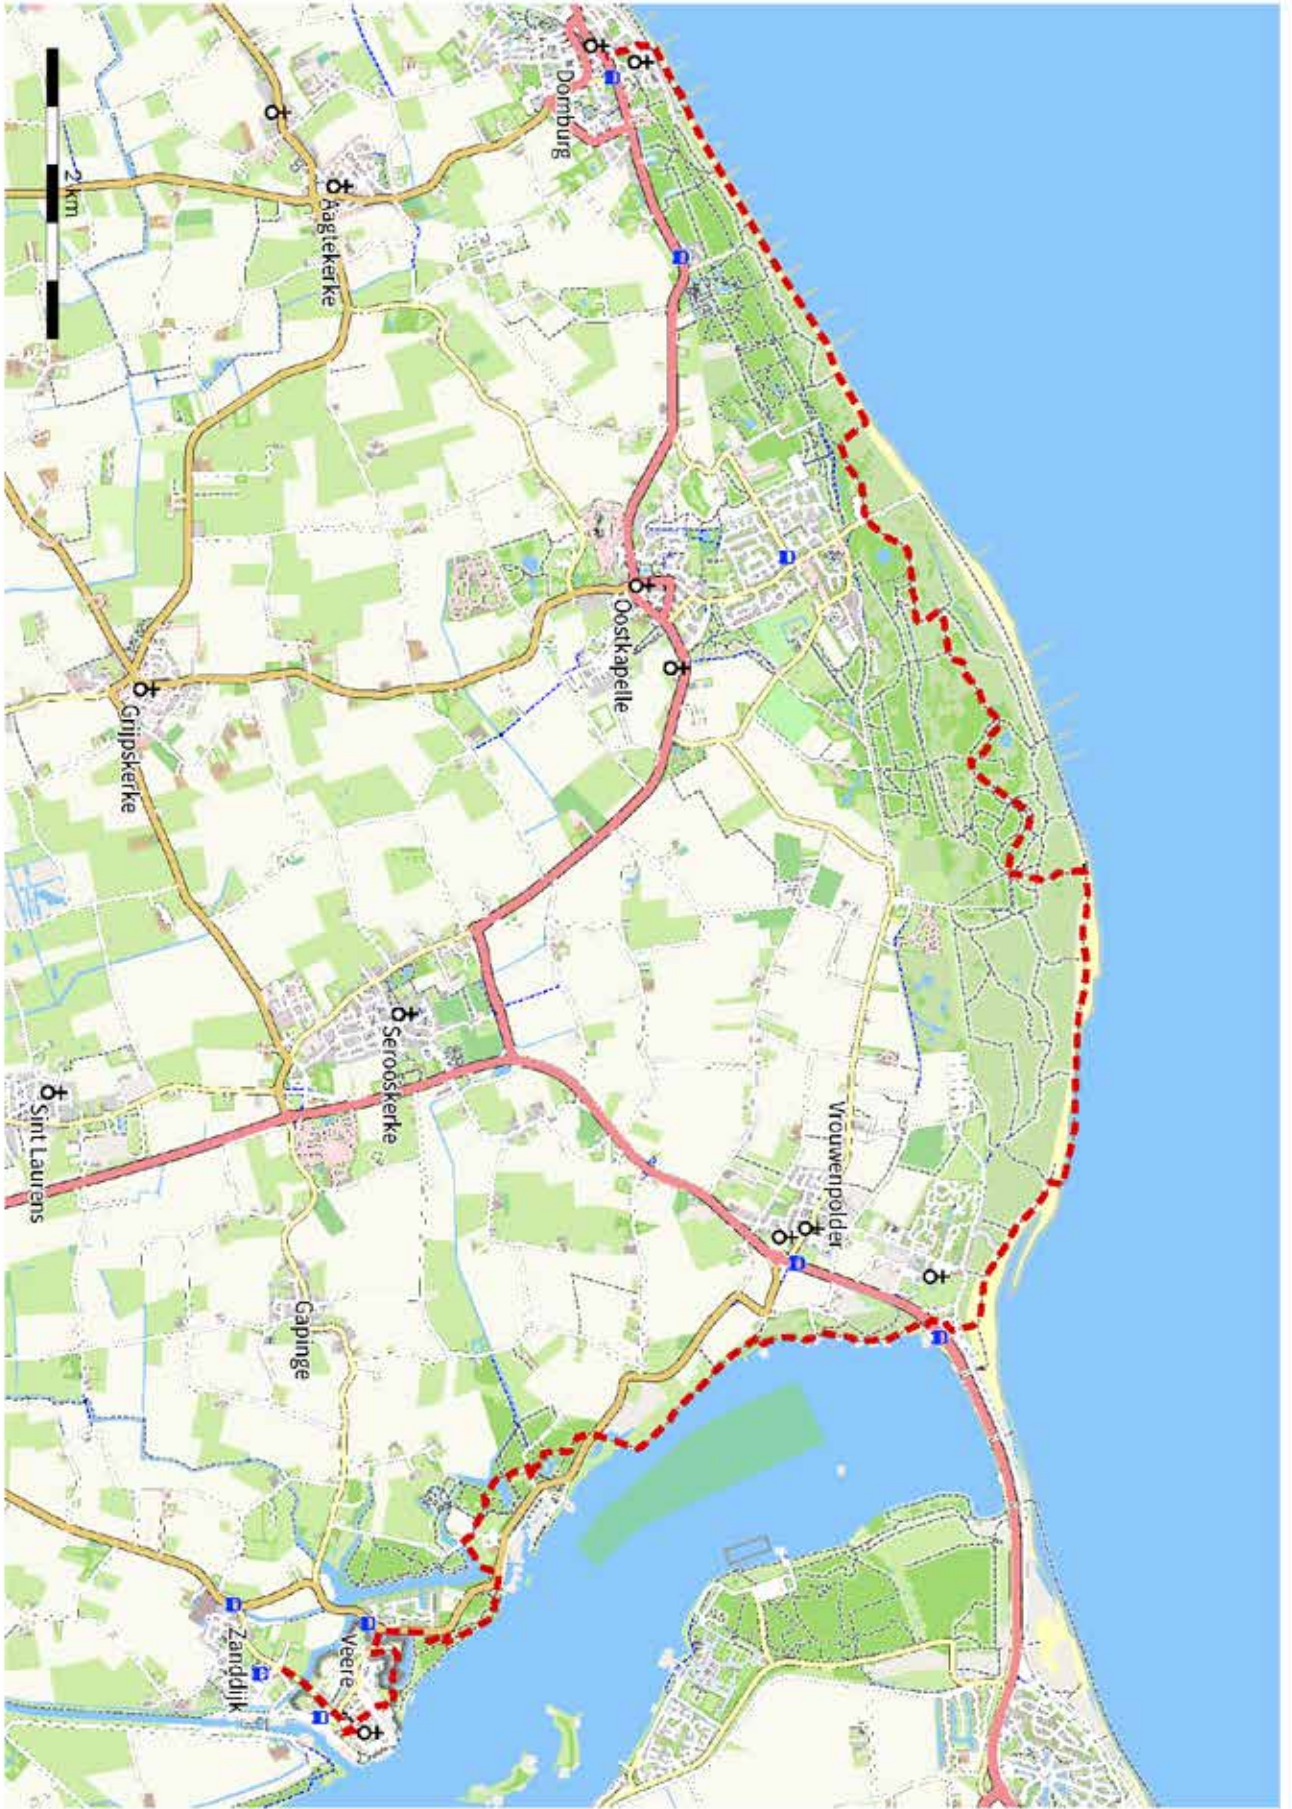 Domburg
2 km
Aagtekerke
Oostkapelle
Grijpskerke
Serooskerke
Vrouwenpolder
Sint Laurens
Gapinge
Veere
Zanddijk